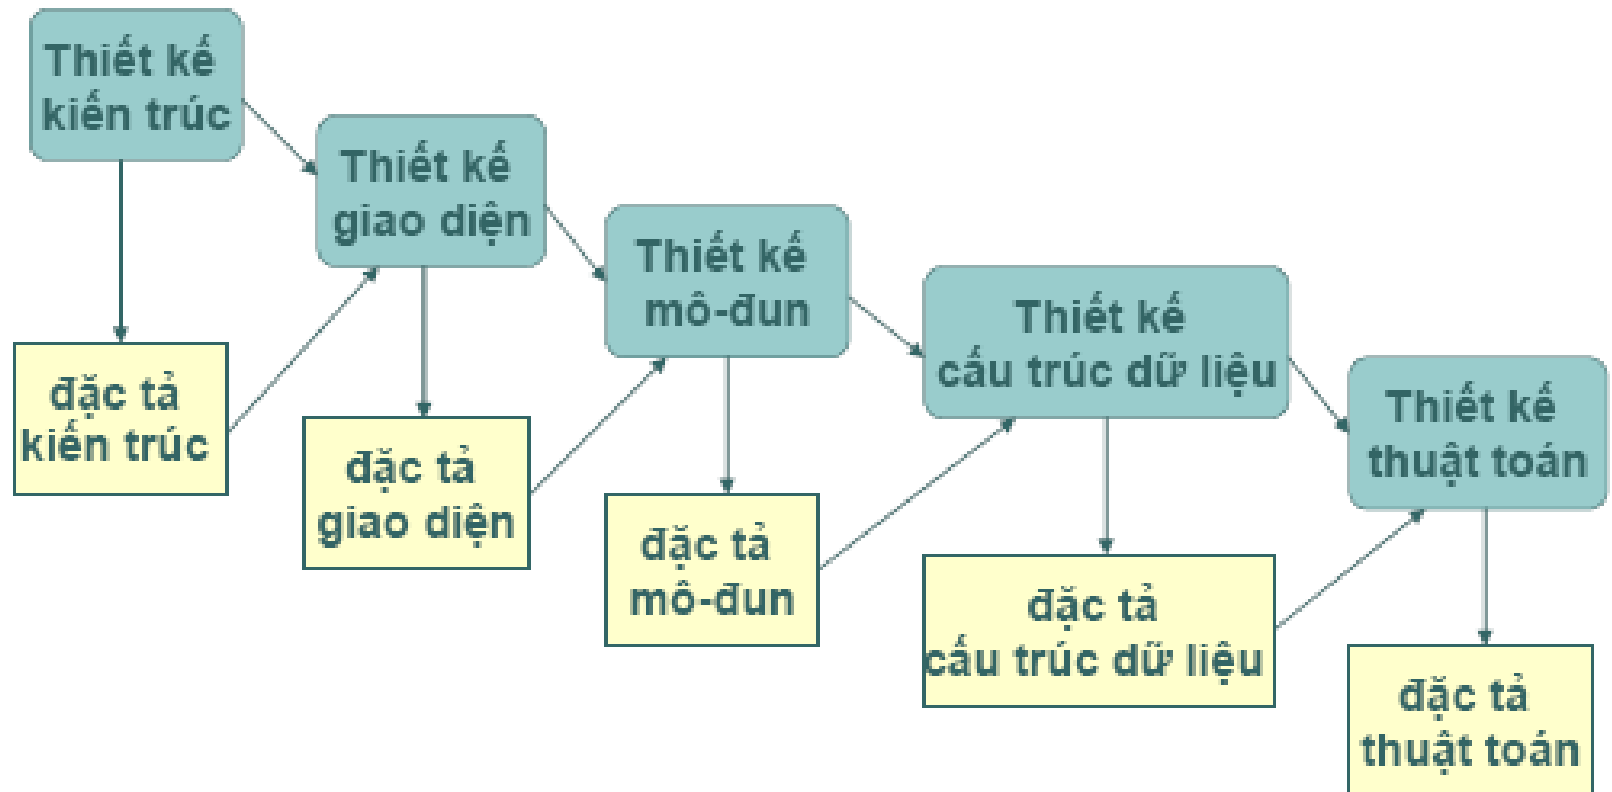 Thiết kế
kiến trúc
Thiết kế
giao diện
Thiết kế
mô-đun
Thiết kế
cấu trúc dữ liệu
Thiết kế
thuật toán
đặc tả
kiến trúc
đặc tả
giao diện
đặc tả
mô-đun
đặc tả
cấu trúc dữ liệu
đặc tả
thuật toán